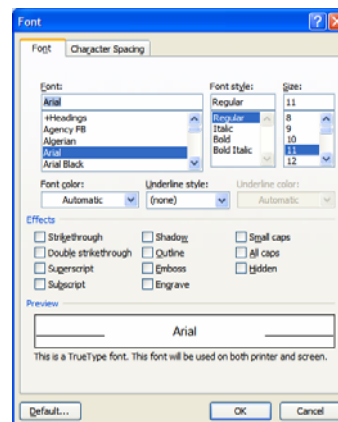 Font
Font Character Spacing
Font: Font style: Size:
Arial Regular 11
+Headings Regular 8
Agency FB Italic 9
Algerian Bold 10
Arial Bold Italic 11
Arial Black 12
Font color: Underline style: Underline color:
Automatic (none) Automatic
Effects
Strikethrough Shadow Small caps
Double strikethrough Outline All caps
Superscript Emboss Hidden
Subscript Engrave
Preview
Arial
This is a TrueType font. This font will be used on both printer and screen.
Default... OK Cancel